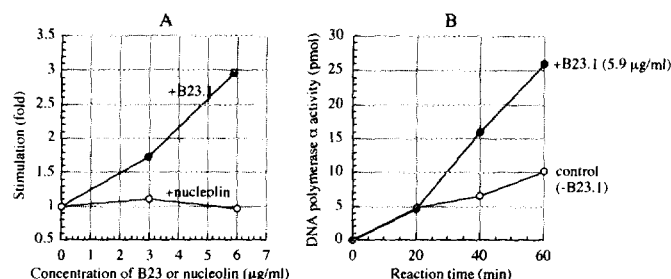 A
Stimulation (fold)
3.5
3
2.5
2
1.5
1
0.5
+B23.1
+nucleplin
0 1 2 3 4 5 6 7
Concentration of B23 or nucleolin (µg/ml)
B
DNA polymerase α activity (pmol)
30
25
20
15
10
5
0
+B23.1 (5.9 µg/ml)
control
(-B23.1)
0 20 40 60
Reaction time (min)